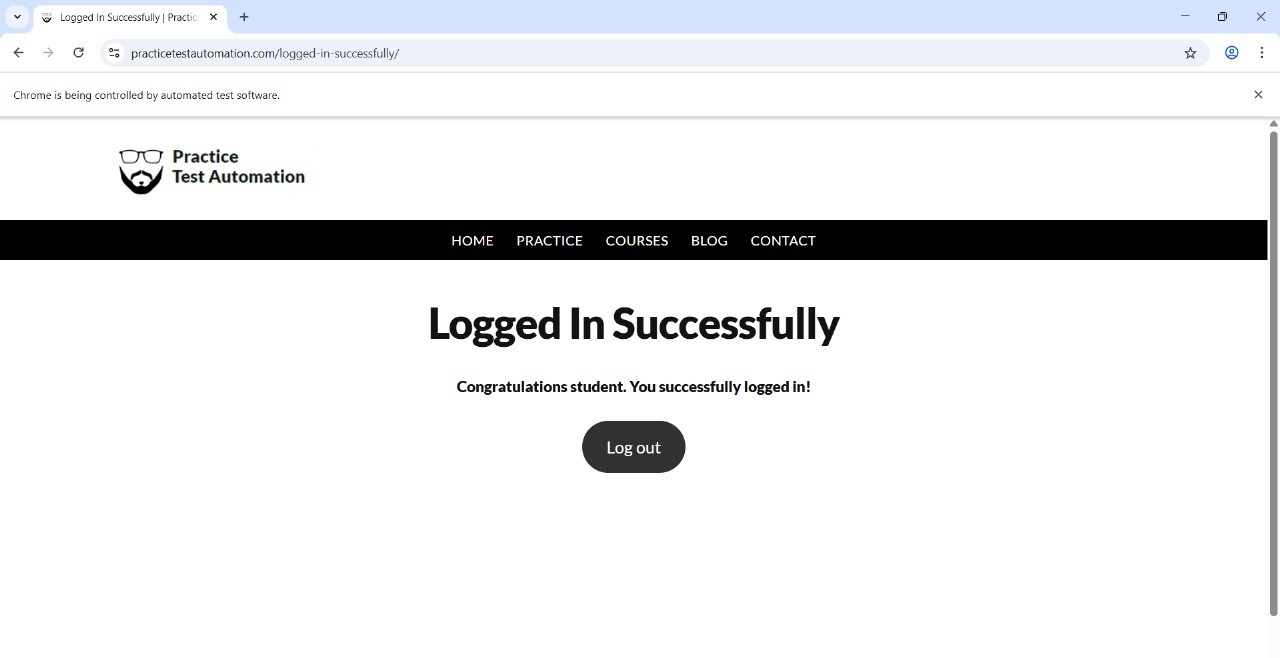 Logged In Successfully | Practic
practicetestautomation.com/logged-in-successfully/
Chrome is being controlled by automated test software.
Practice
Test Automation
HOME PRACTICE COURSES BLOG CONTACT
Logged In Successfully
Congratulations student. You successfully logged in!
Log out